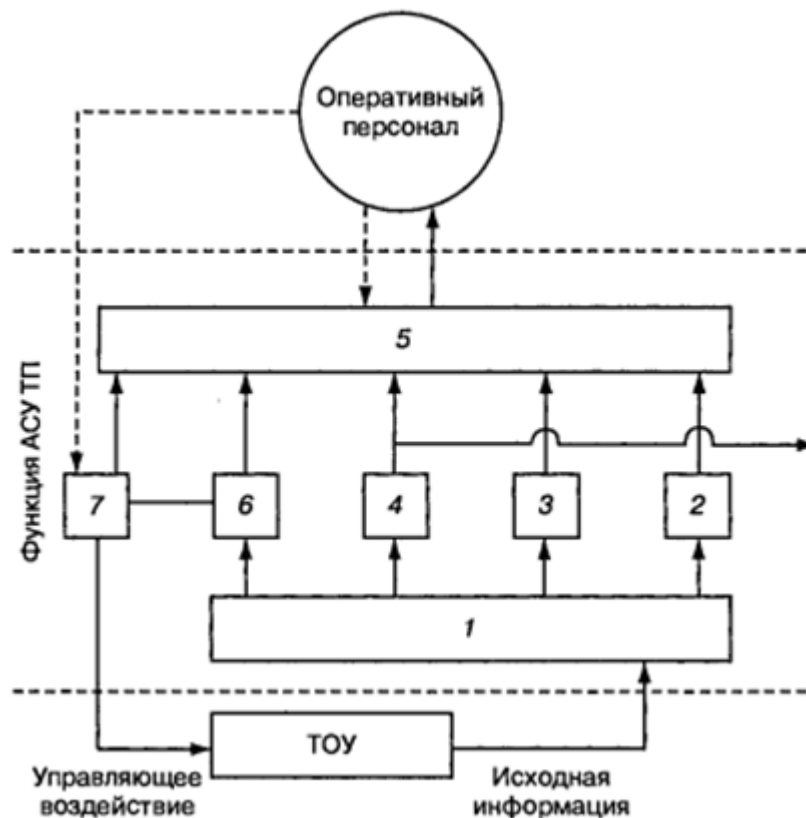 Оперативный
персонал
5
Функция АСУ ТП
7
6
4
3
2
1
ТОУ
Управляющее
воздействие
Исходная
информация